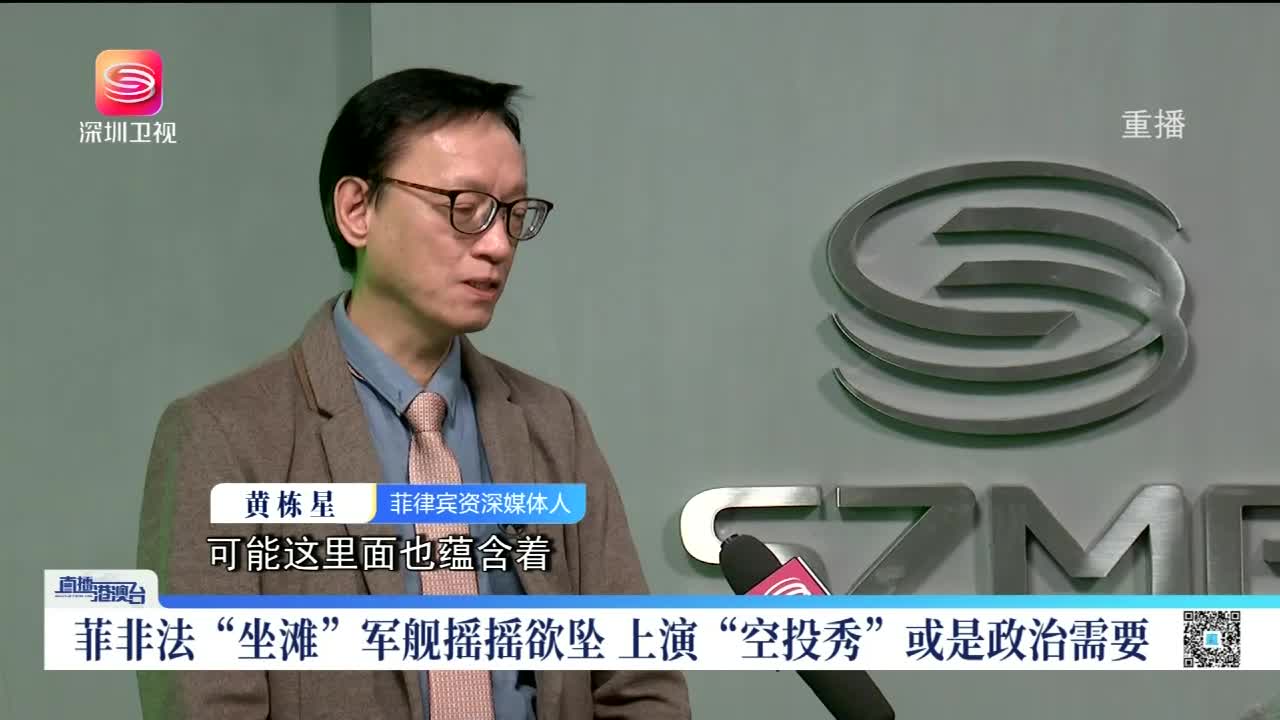 深圳卫视
重播
SZMG
黄栋星
菲律宾资深媒体人
可能这里面也蕴含着
直播港澳台
菲非法“坐滩”军舰摇摇欲坠 上演“空投秀”或是政治需要